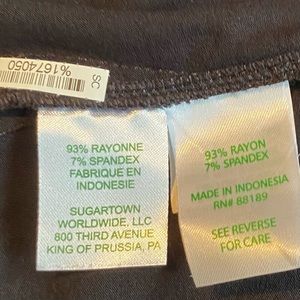 SC
%1674050
93% RAYONNE
7% SPANDEX
FABRIQUE EN
INDONESIE
SUGARTOWN
WORLDWIDE, LLC
800 THIRD AVENUE
KING OF PRUSSIA, PA
93% RAYON
7% SPANDEX
MADE IN INDONESIA
RN# 88189
SEE REVERSE
FOR CARE